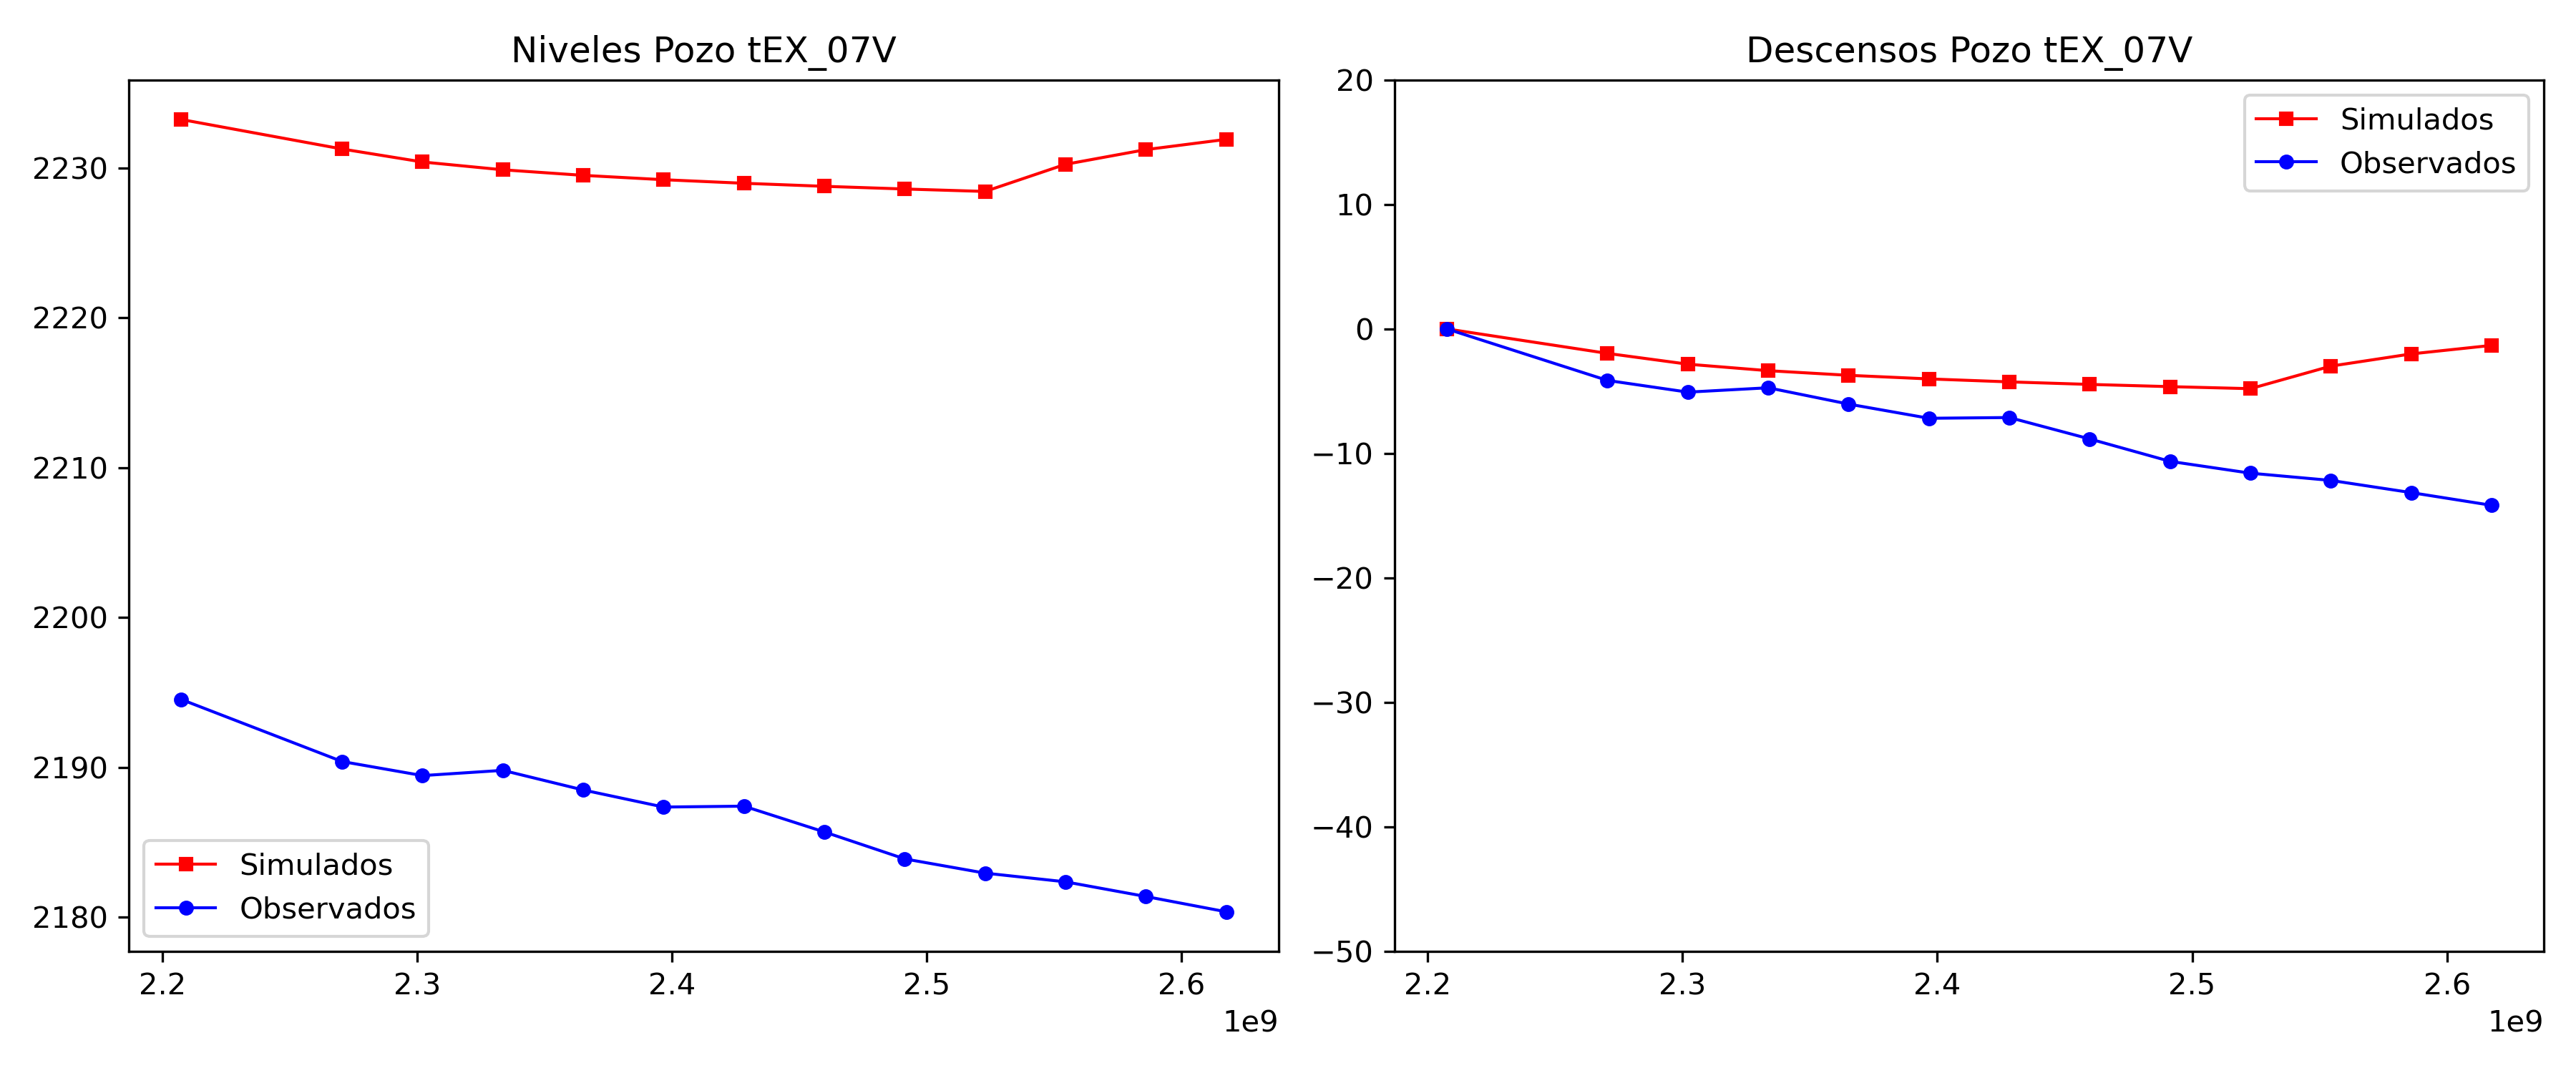 Niveles Pozo tEX_07V
2230
2220
2210
2200
2190
2180
Simulados
Observados
2.2 2.3 2.4 2.5 2.6
1e9
Descensos Pozo tEX_07V
20
10
0
−10
−20
−30
−40
−50
Simulados
Observados
2.2 2.3 2.4 2.5 2.6
1e9